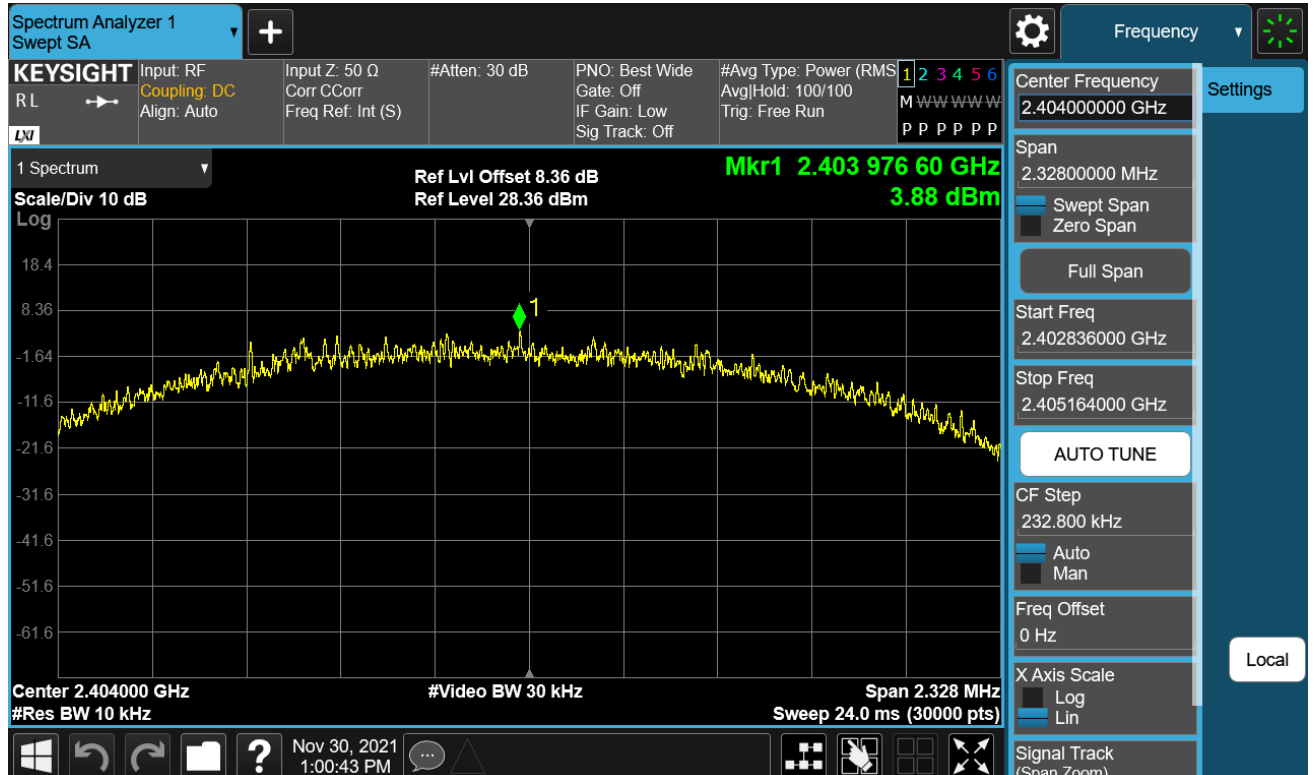 Spectrum Analyzer 1
Swept SA
Frequency
KEYSIGHT
R L
LXI
Input: RF
Coupling: DC
Align: Auto
Input Z: 50 Ω
Corr CCorr
Freq Ref: Int (S)
#Atten: 30 dB
PNO: Best Wide
Gate: Off
IF Gain: Low
Sig Track: Off
#Avg Type: Power (RMS
Avg|Hold: 100/100
Trig: Free Run
1 2 3 4 5 6
M W W W W W
P P P P P P
1 Spectrum
Scale/Div 10 dB
Ref Lvl Offset 8.36 dB
Ref Level 28.36 dBm
Mkr1 2.403 976 60 GHz
3.88 dBm
Log
18.4
8.36
-1.64
-11.6
-21.6
-31.6
-41.6
-51.6
-61.6
1
Center 2.404000 GHz
#Res BW 10 kHz
#Video BW 30 kHz
Span 2.328 MHz
Sweep 24.0 ms (30000 pts)
Center Frequency
2.404000000 GHz
Span
2.32800000 MHz
Swept Span
Zero Span
Full Span
Start Freq
2.402836000 GHz
Stop Freq
2.405164000 GHz
AUTO TUNE
CF Step
232.800 kHz
Auto
Man
Freq Offset
0 Hz
X Axis Scale
Log
Lin
Signal Track
(Span Zoom)
Settings
Local
?
Nov 30, 2021
1:00:43 PM